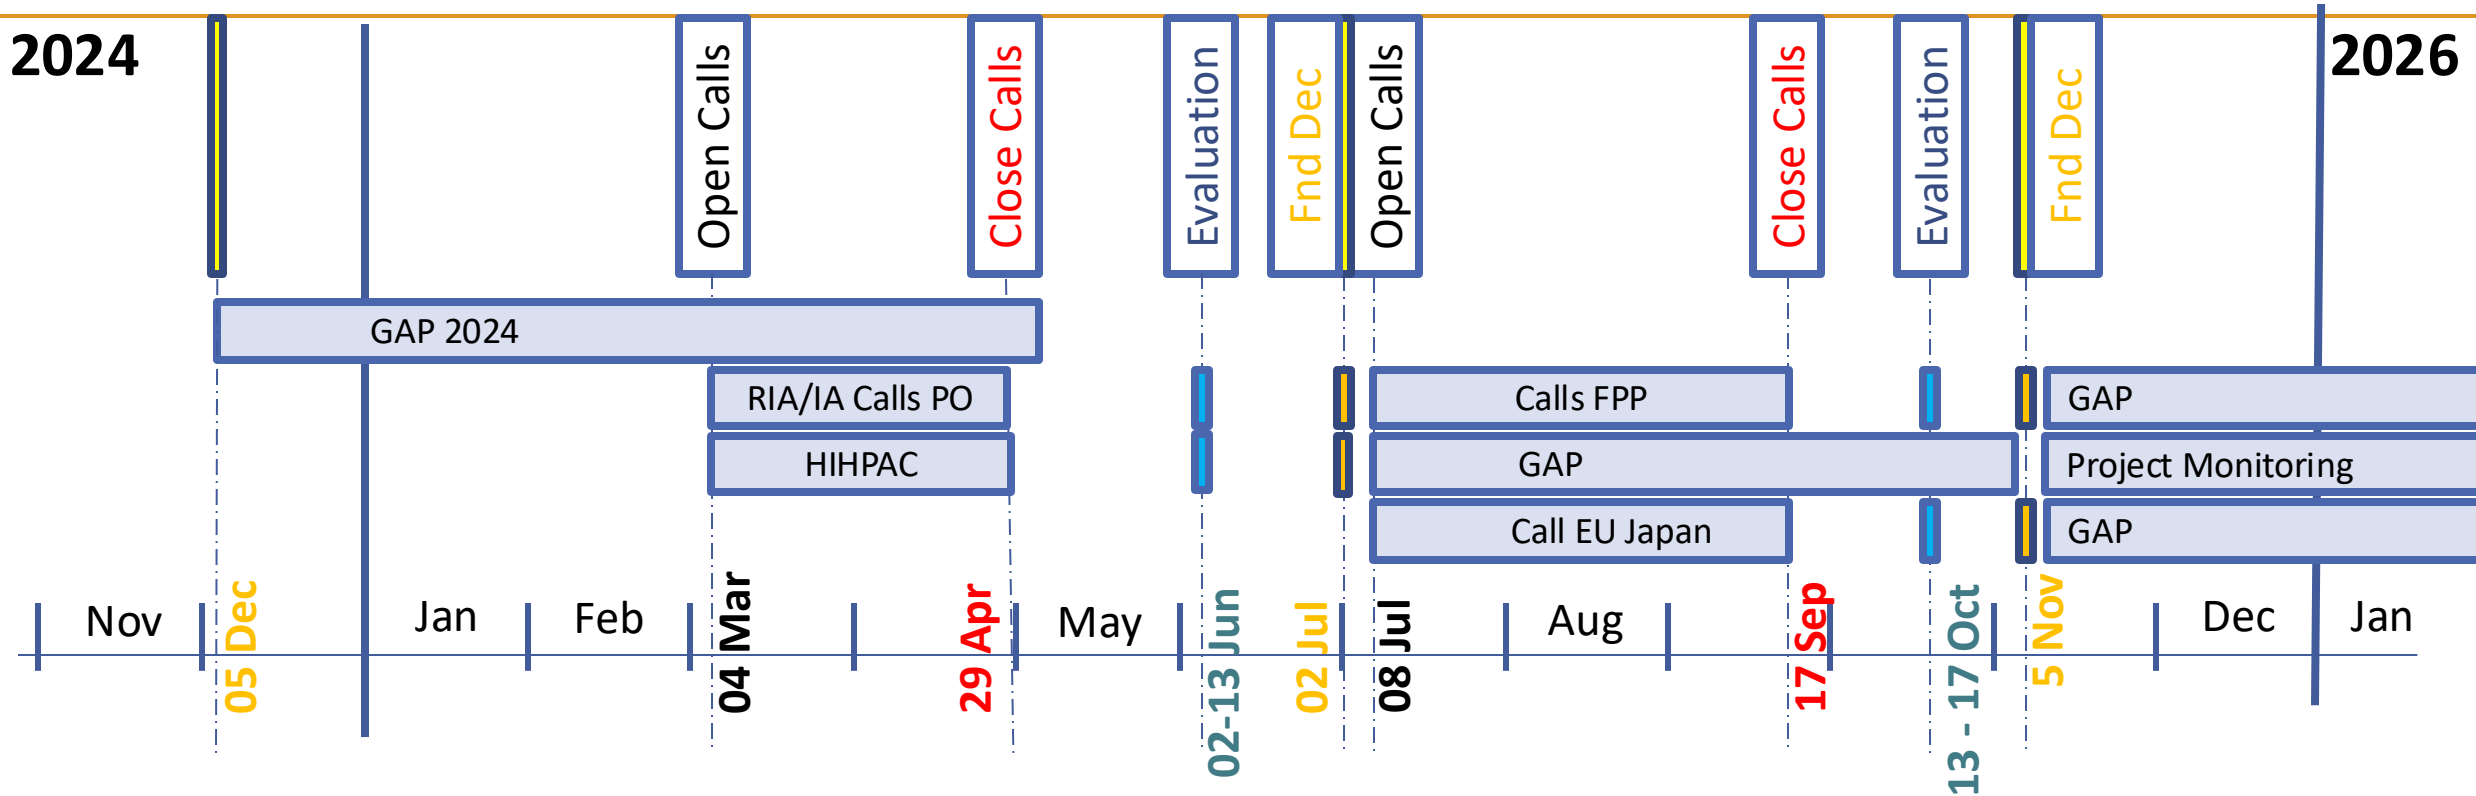 2024
Open Calls
Close Calls
Evaluation
Fnd Dec
Open Calls
Close Calls
Evaluation
Fnd Dec
2026
GAP 2024
RIA/IA Calls PO
Calls FPP
GAP
HIHPAC
GAP
Project Monitoring
Call EU Japan
GAP
Nov
05 Dec
Jan
Feb
04 Mar
29 Apr
May
02-13 Jun
02 Jul
08 Jul
Aug
17 Sep
13 - 17 Oct
5 Nov
Dec
Jan